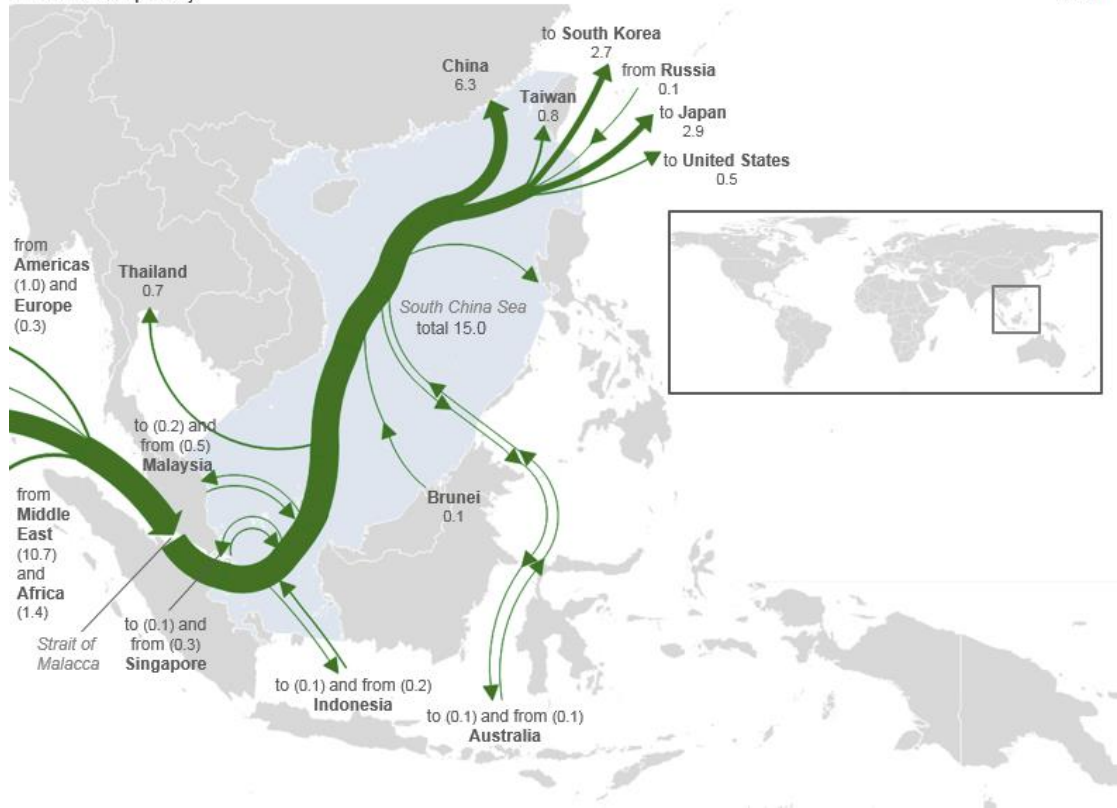 to South Korea
2.7
China
6.3
from Russia
0.1
Taiwan
0.8
to Japan
2.9
to United States
0.5
from
Americas
(1.0) and
Europe
(0.3)
Thailand
0.7
South China Sea
total 15.0
to (0.2) and
from (0.5)
Malaysia
from
Middle
East
(10.7)
and
Africa
(1.4)
Brunei
0.1
Strait of
Malacca
to (0.1) and
from (0.3)
Singapore
to (0.1) and from (0.2)
Indonesia
to (0.1) and from (0.1)
Australia